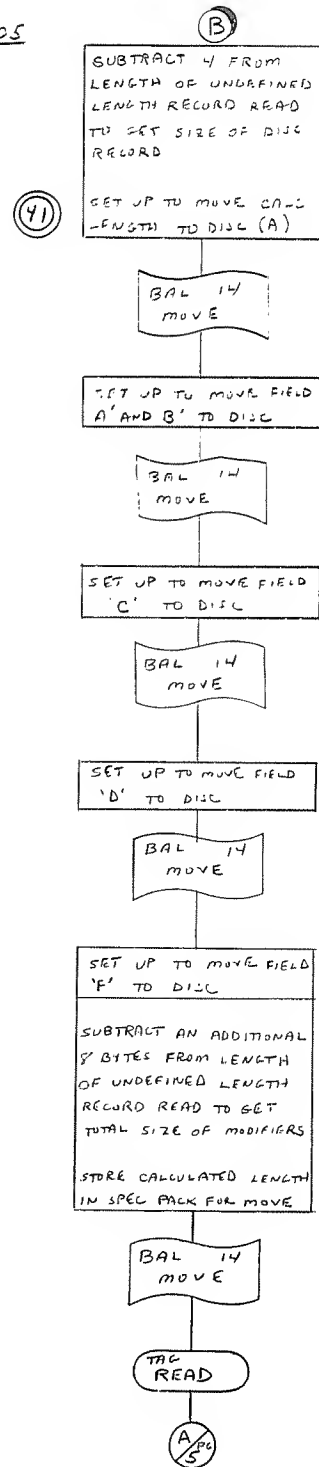 05
B
SUBTRACT 4 FROM
LENGTH OF UNDEFINED
LENGTH RECORD READ
TO GET SIZE OF DISC
RECORD
41
SET UP TO MOVE CALC
LENGTH TO DISC (A)
BAL 14
MOVE
SET UP TO MOVE FIELD
A' AND B' TO DISC
BAL 14
MOVE
SET UP TO MOVE FIELD
'C' TO DISC
BAL 14
MOVE
SET UP TO MOVE FIELD
'D' TO DISC
BAL 14
MOVE
SET UP TO MOVE FIELD
'F' TO DISC
SUBTRACT AN ADDITIONAL
8 BYTES FROM LENGTH
OF UNDEFINED LENGTH
RECORD READ TO GET
TOTAL SIZE OF MODIFIERS
STORE CALCULATED LENGTH
IN SPEC PACK FOR MOVE
BAL 14
MOVE
TAG
READ
A PG
5